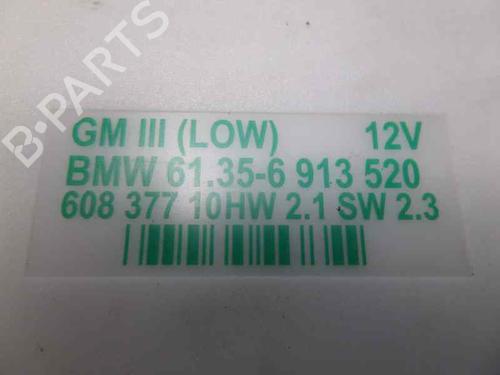 B-PARTS
GM III (LOW) 12V
BMW 61.35-6 913 520
608 377 10HW 2.1 SW 2.3